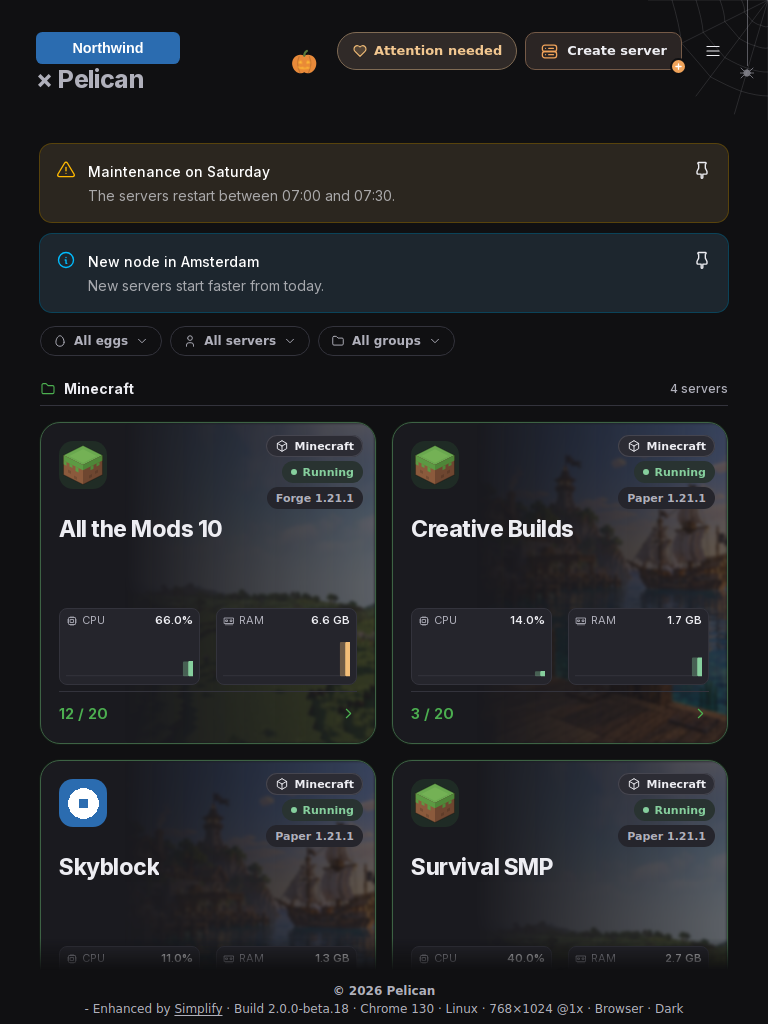 Northwind
× Pelican
Attention needed
Create server
Maintenance on Saturday
The servers restart between 07:00 and 07:30.
New node in Amsterdam
New servers start faster from today.
All eggs
All servers
All groups
Minecraft
4 servers
Minecraft
Running
Forge 1.21.1
All the Mods 10
CPU 66.0%
RAM 6.6 GB
12 / 20
Minecraft
Running
Paper 1.21.1
Creative Builds
CPU 14.0%
RAM 1.7 GB
3 / 20
Minecraft
Running
Paper 1.21.1
Skyblock
CPU 11.0%
RAM 1.3 GB
Minecraft
Running
Paper 1.21.1
Survival SMP
CPU 40.0%
RAM 2.7 GB
© 2026 Pelican
- Enhanced by Simplify · Build 2.0.0-beta.18 · Chrome 130 · Linux · 768×1024 @1x · Browser · Dark